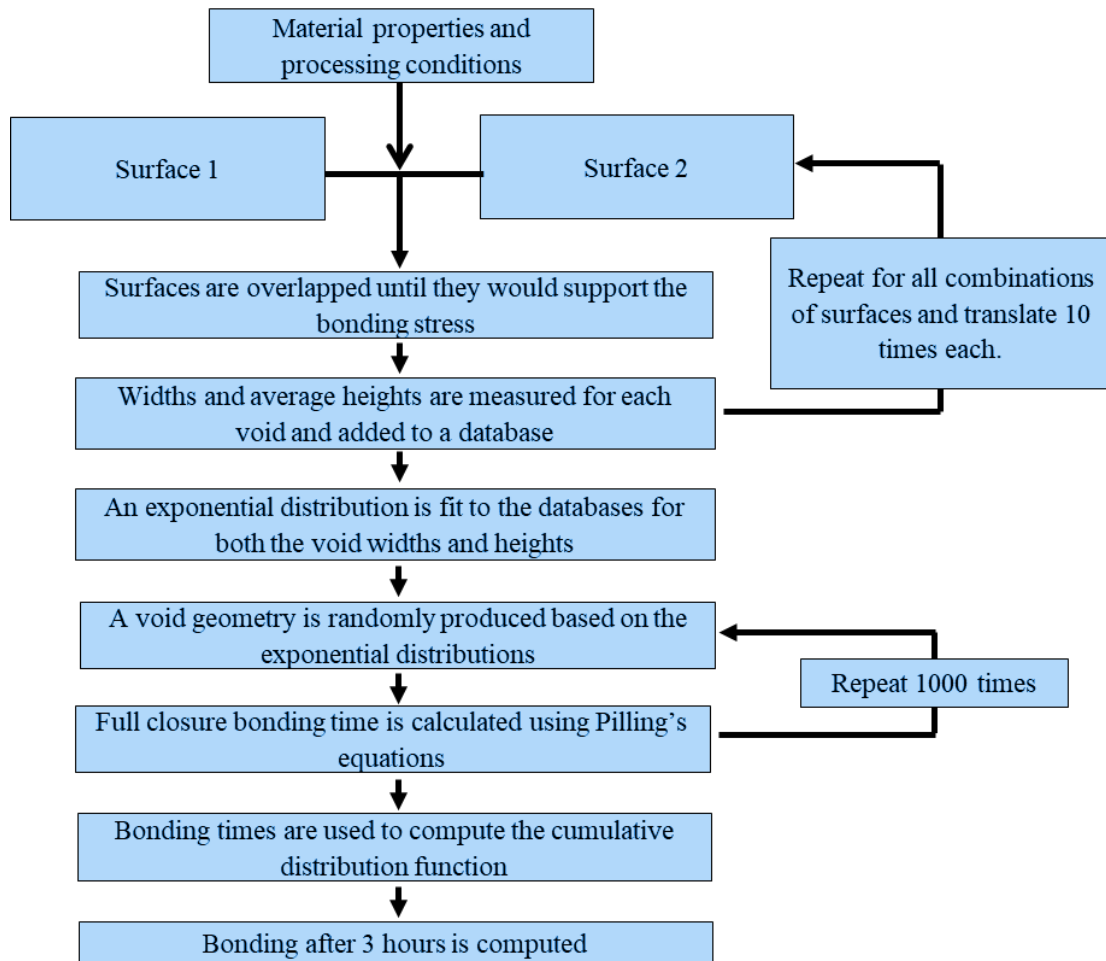 Material properties and
processing conditions
Surface 1
Surface 2
Surfaces are overlapped until they would support the
bonding stress
Repeat for all combinations
of surfaces and translate 10
times each.
Widths and average heights are measured for each
void and added to a database
An exponential distribution is fit to the databases for
both the void widths and heights
A void geometry is randomly produced based on the
exponential distributions
Repeat 1000 times
Full closure bonding time is calculated using Pilling’s
equations
Bonding times are used to compute the cumulative
distribution function
Bonding after 3 hours is computed